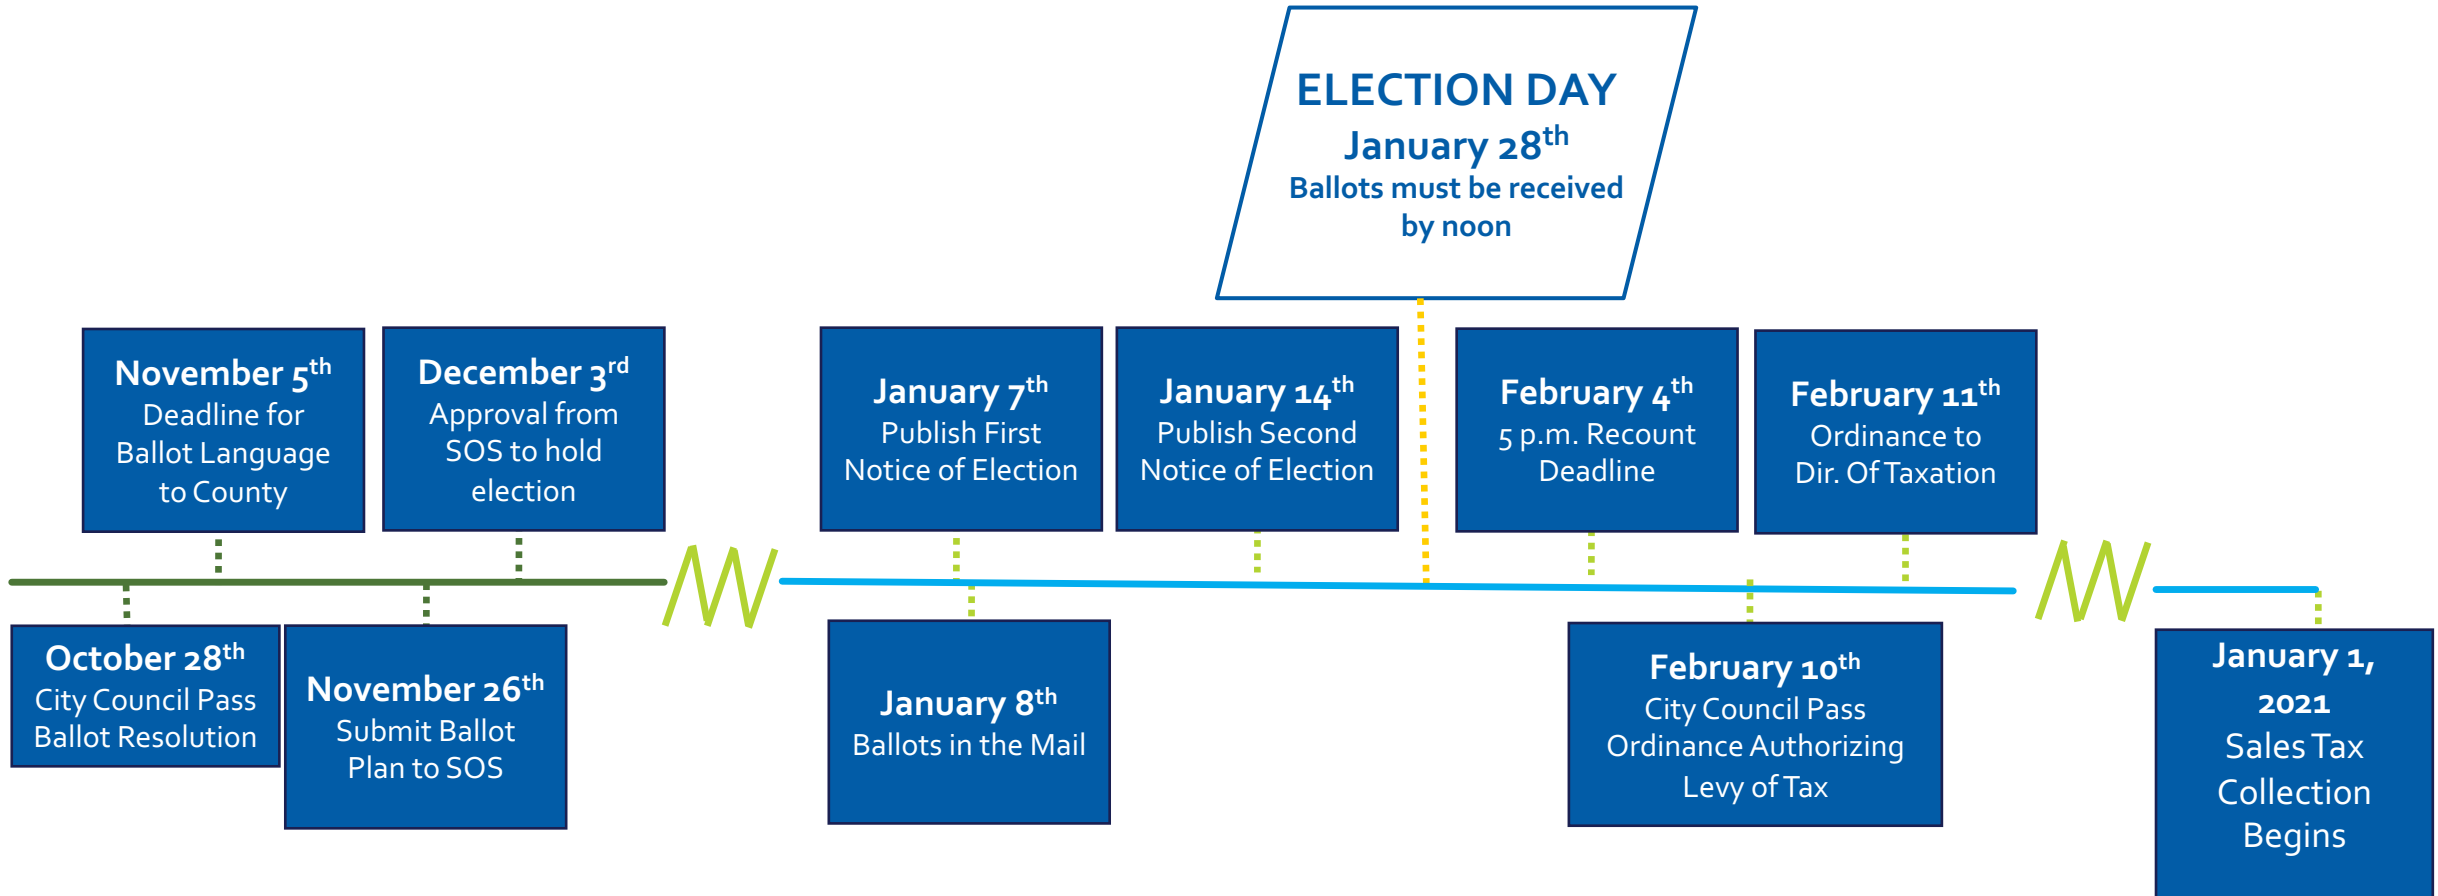 ELECTION DAY
January 28th
Ballots must be received
by noon
November 5th
Deadline for
Ballot Language
to County
December 3rd
Approval from
SOS to hold
election
January 7th
Publish First
Notice of Election
January 14th
Publish Second
Notice of Election
February 4th
5 p.m. Recount
Deadline
February 11th
Ordinance to
Dir. Of Taxation
October 28th
City Council Pass
Ballot Resolution
November 26th
Submit Ballot
Plan to SOS
January 8th
Ballots in the Mail
February 10th
City Council Pass
Ordinance Authorizing
Levy of Tax
January 1,
2021
Sales Tax
Collection
Begins